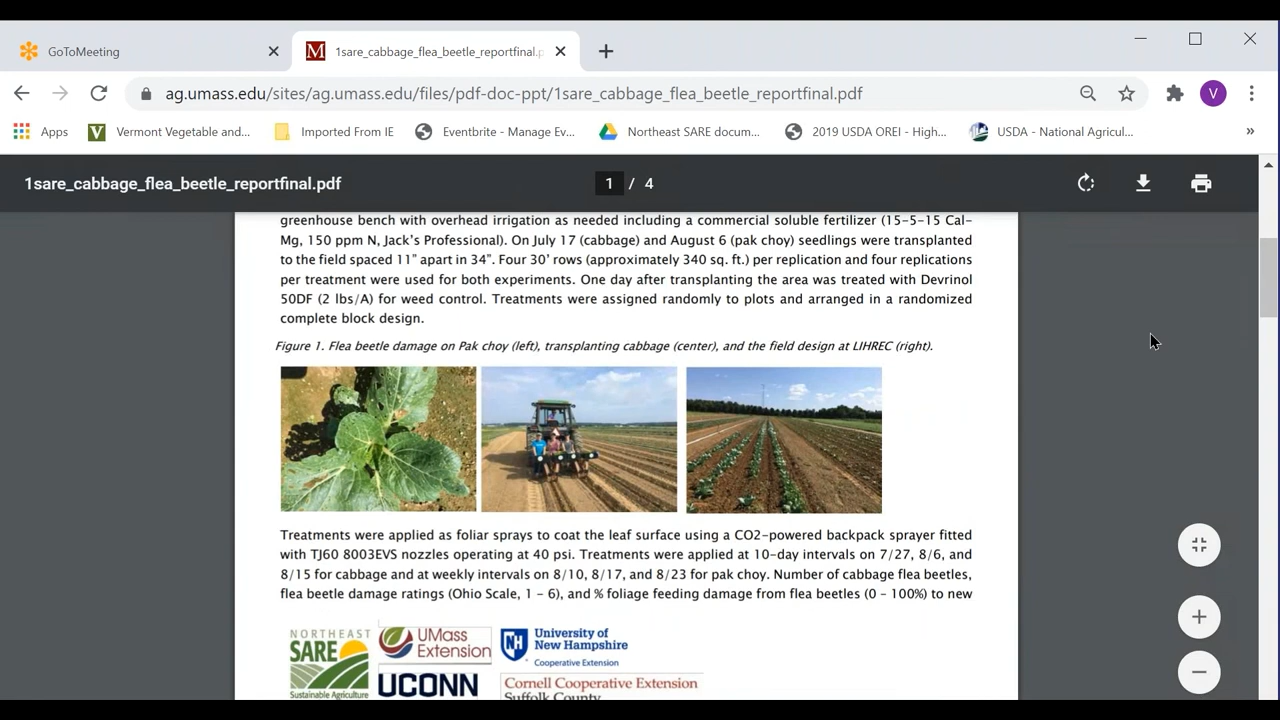 GoToMeeting
1sare_cabbage_flea_beetle_reportfinal.p
ag.umass.edu/sites/ag.umass.edu/files/pdf-doc-ppt/1sare_cabbage_flea_beetle_reportfinal.pdf
V
Apps
Vermont Vegetable and...
Imported From IE
Eventbrite - Manage Ev...
Northeast SARE docum...
2019 USDA OREI - High...
USDA - National Agricul...
»
1sare_cabbage_flea_beetle_reportfinal.pdf
1 / 4
greenhouse bench with overhead irrigation as needed including a commercial soluble fertilizer (15-5-15 Cal-
Mg, 150 ppm N, Jack's Professional). On July 17 (cabbage) and August 6 (pak choy) seedlings were transplanted
to the field spaced 11" apart in 34". Four 30' rows (approximately 340 sq. ft.) per replication and four replications
per treatment were used for both experiments. One day after transplanting the area was treated with Devrinol
50DF (2 lbs/A) for weed control. Treatments were assigned randomly to plots and arranged in a randomized
complete block design.
Figure 1. Flea beetle damage on Pak choy (left), transplanting cabbage (center), and the field design at LIHREC (right).
Treatments were applied as foliar sprays to coat the leaf surface using a CO2-powered backpack sprayer fitted
with TJ60 8003EVS nozzles operating at 40 psi. Treatments were applied at 10-day intervals on 7/27, 8/6, and
8/15 for cabbage and at weekly intervals on 8/10, 8/17, and 8/23 for pak choy. Number of cabbage flea beetles,
flea beetle damage ratings (Ohio Scale, 1 - 6), and % foliage feeding damage from flea beetles (0 - 100%) to new
NORTHEAST
SARE
Sustainable Agriculture
UMass
Extension
UCONN
NH
University of
New Hampshire
Cooperative Extension
Cornell Cooperative Extension
Suffolk County